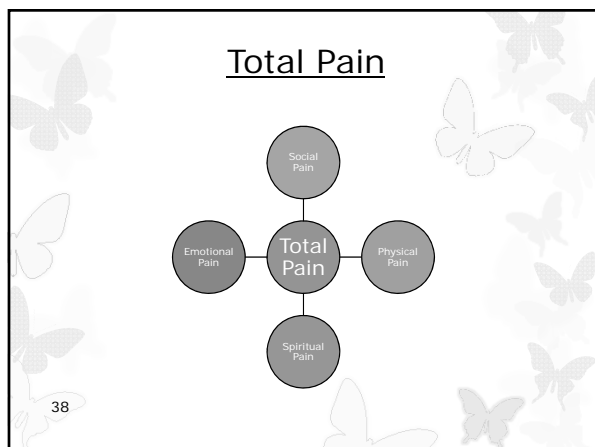 Total Pain
Social
Pain
Emotional
Pain
Total
Pain
Physical
Pain
Spiritual
Pain
38